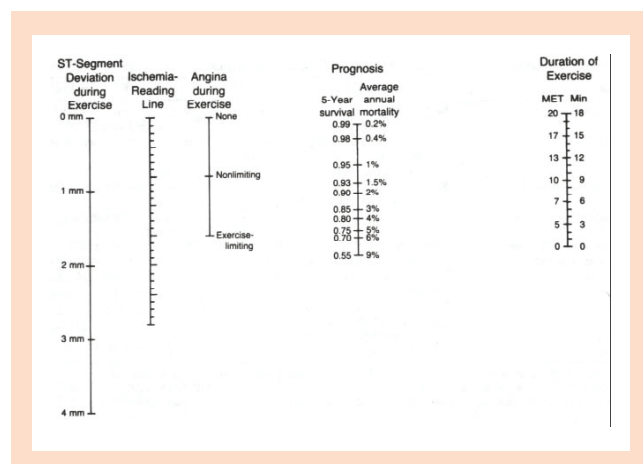 ST-Segment
Deviation
during
Exercise
0 mm
1 mm
2 mm
3 mm
4 mm
Ischemia-
Reading
Line
Angina
during
Exercise
None
Nonlimiting
Exercise-
limiting
Prognosis
5-Year
survival
Average
annual
mortality
0.99 0.2%
0.98 0.4%
0.95 1%
0.93 1.5%
0.90 2%
0.85 3%
0.80 4%
0.75 5%
0.70 6%
0.55 9%
Duration of
Exercise
MET Min
20 18
17 15
13 12
10 9
7 6
5 3
0 0